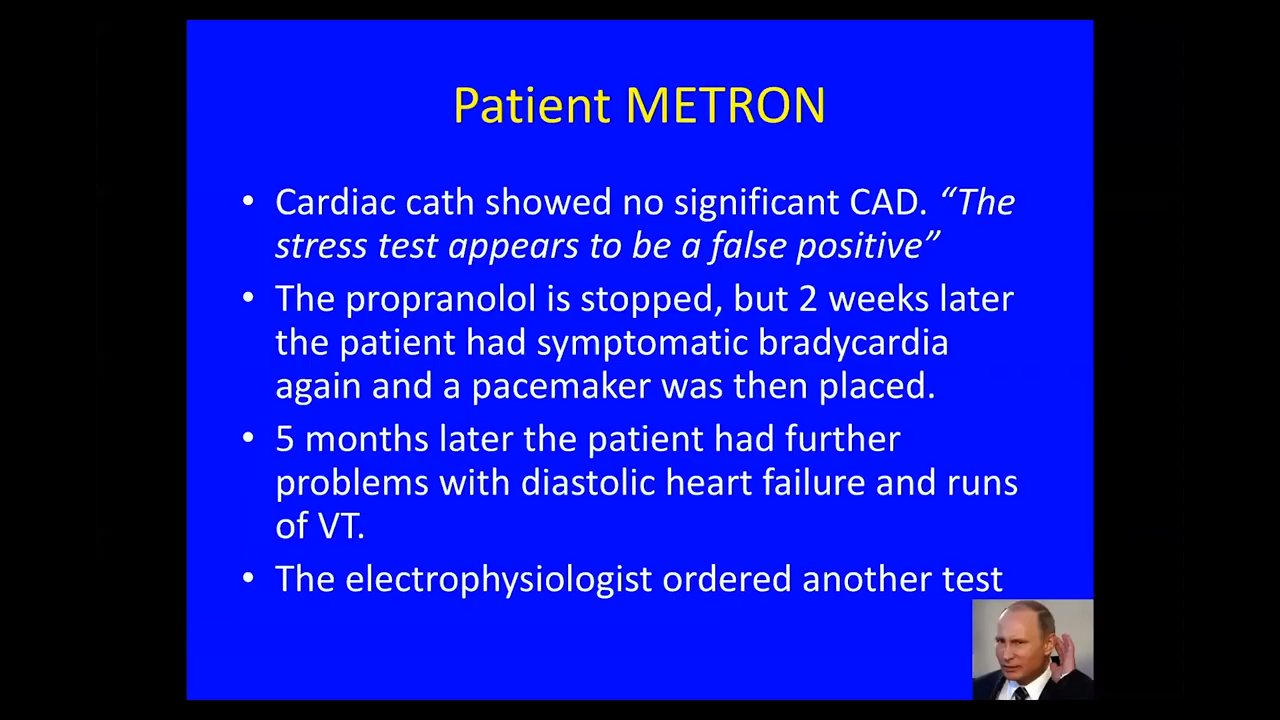 Patient METRON
• Cardiac cath showed no significant CAD. “The
stress test appears to be a false positive”
• The propranolol is stopped, but 2 weeks later
the patient had symptomatic bradycardia
again and a pacemaker was then placed.
• 5 months later the patient had further
problems with diastolic heart failure and runs
of VT.
• The electrophysiologist ordered another test